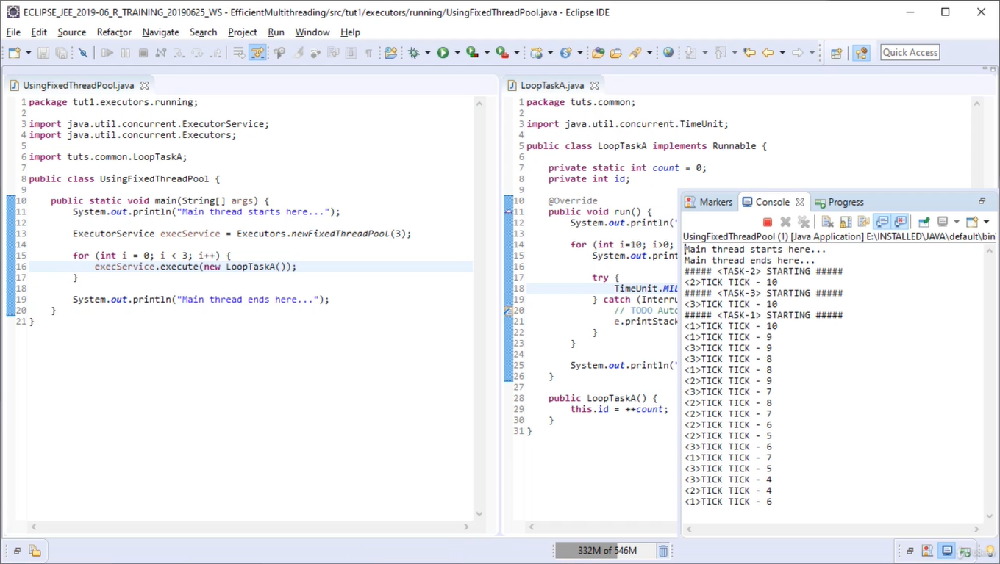 ECLIPSE_JEE_2019-06_R_TRAINING_20190625_WS - EfficientMultithreading/src/tut1/executors/running/UsingFixedThreadPool.java - Eclipse IDE
File Edit Source Refactor Navigate Search Project Run Window Help
Quick Access
UsingFixedThreadPool.java
1 package tut1.executors.running;
2
3 import java.util.concurrent.ExecutorService;
4 import java.util.concurrent.Executors;
5
6 import tuts.common.LoopTaskA;
7
8 public class UsingFixedThreadPool {
9
10 public static void main(String[] args) {
11 System.out.println("Main thread starts here...");
12
13 ExecutorService execService = Executors.newFixedThreadPool(3);
14
15 for (int i = 0; i < 3; i++) {
16 execService.execute(new LoopTaskA());
17 }
18
19 System.out.println("Main thread ends here...");
20 }
21 }
LoopTaskA.java
1 package tuts.common;
2
3 import java.util.concurrent.TimeUnit;
4
5 public class LoopTaskA implements Runnable {
6
7 private static int count = 0;
8 private int id;
9
10 @Override
11 public void run() {
12 System.out.println("
13
14 for (int i=10; i>0;
15 System.out.print
16
17 try {
18 TimeUnit.MIL
19 } catch (Interru
20 // TODO Auto
21 e.printStack
22 }
23 }
24
25 System.out.println("
26 }
27
28 public LoopTaskA() {
29 this.id = ++count;
30 }
31 }
Markers Console Progress
UsingFixedThreadPool (1) [Java Application] E:\INSTALLED\JAVA\default\bin\
Main thread starts here...
Main thread ends here...
##### <TASK-2> STARTING #####
<2>TICK TICK - 10
##### <TASK-3> STARTING #####
<3>TICK TICK - 10
##### <TASK-1> STARTING #####
<1>TICK TICK - 10
<1>TICK TICK - 9
<3>TICK TICK - 9
<3>TICK TICK - 8
<1>TICK TICK - 8
<2>TICK TICK - 9
<3>TICK TICK - 7
<2>TICK TICK - 8
<2>TICK TICK - 7
<2>TICK TICK - 6
<2>TICK TICK - 5
<3>TICK TICK - 6
<1>TICK TICK - 7
<3>TICK TICK - 5
<3>TICK TICK - 4
<2>TICK TICK - 4
<1>TICK TICK - 6
332M of 546M